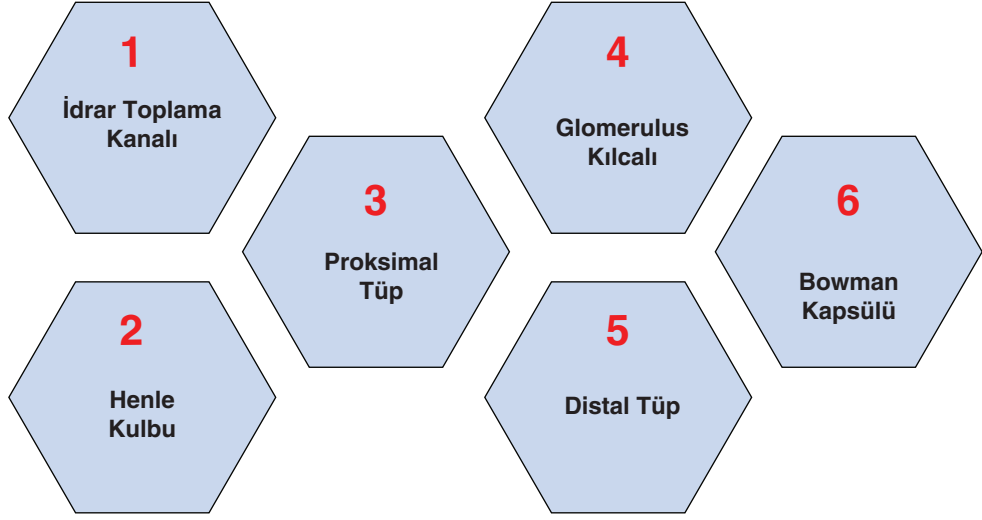 1
İdrar Toplama
Kanalı
2
Henle
Kulbu
3
Proksimal
Tüp
4
Glomerulus
Kılcalı
5
Distal Tüp
6
Bowman
Kapsülü